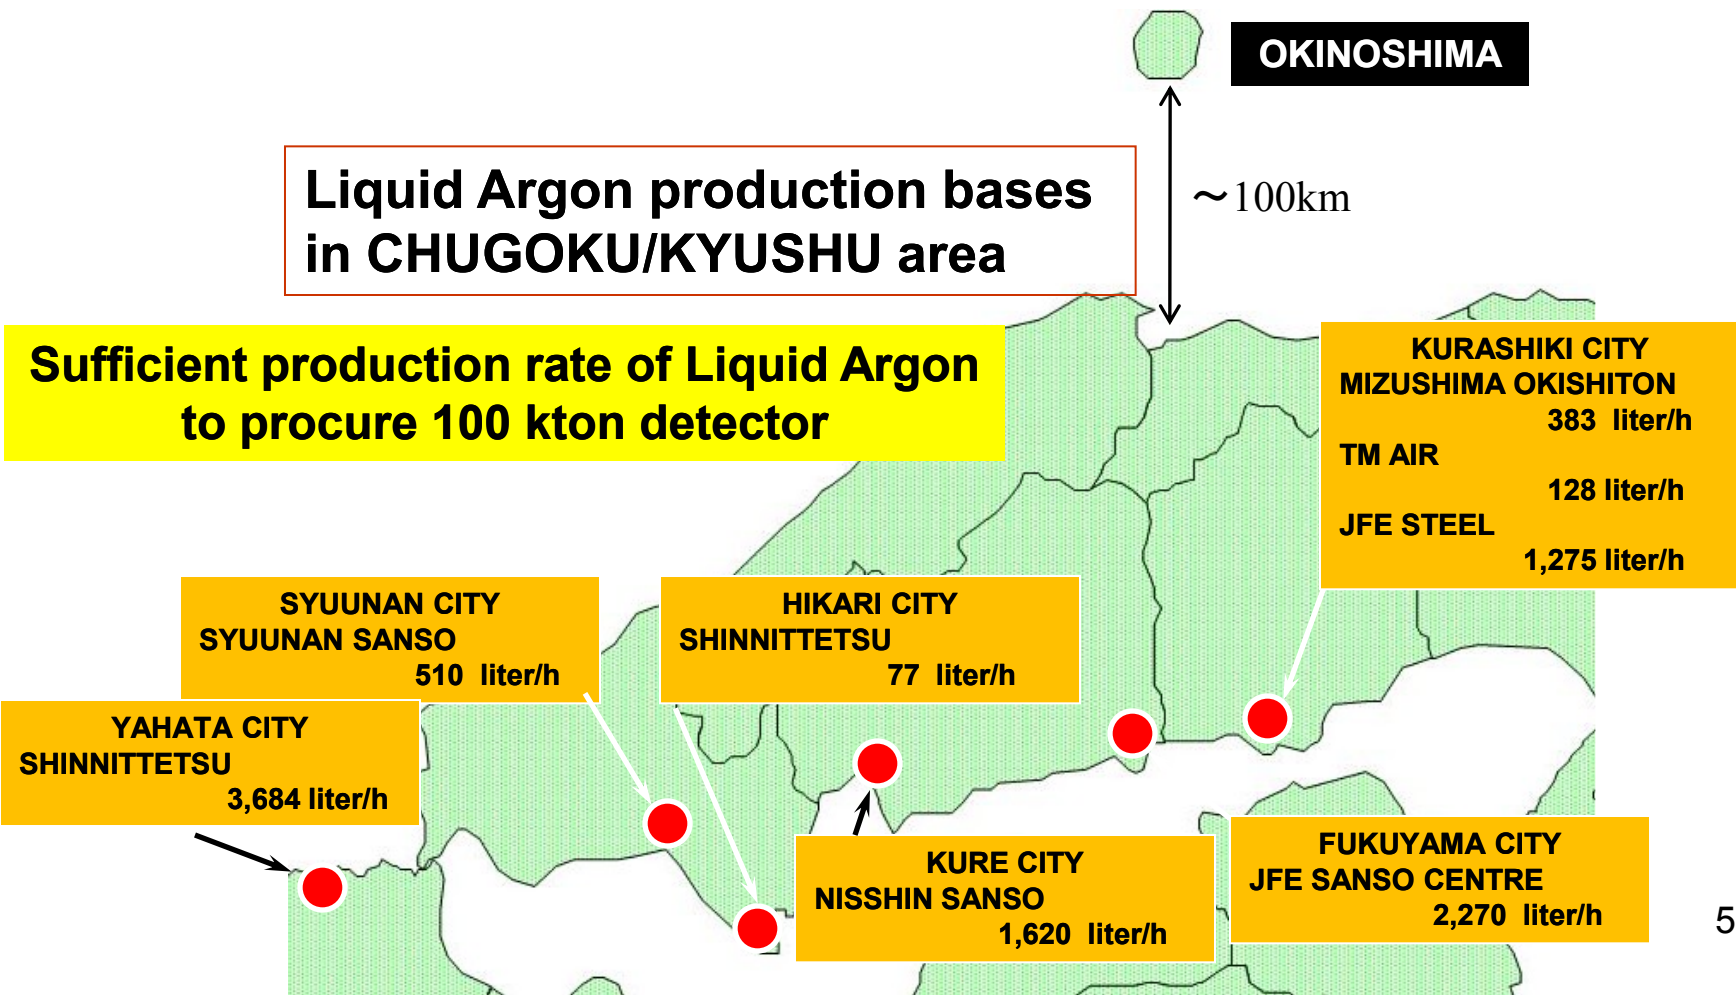 OKINOSHIMA
～100km
Liquid Argon production bases
in CHUGOKU/KYUSHU area
Sufficient production rate of Liquid Argon
to procure 100 kton detector
KURASHIKI CITY
MIZUSHIMA OKISHITON
383 liter/h
TM AIR
128 liter/h
JFE STEEL
1,275 liter/h
SYUUNAN CITY
SYUUNAN SANSO
510 liter/h
HIKARI CITY
SHINNITTETSU
77 liter/h
YAHATA CITY
SHINNITTETSU
3,684 liter/h
KURE CITY
NISSHIN SANSO
1,620 liter/h
FUKUYAMA CITY
JFE SANSO CENTRE
2,270 liter/h
5